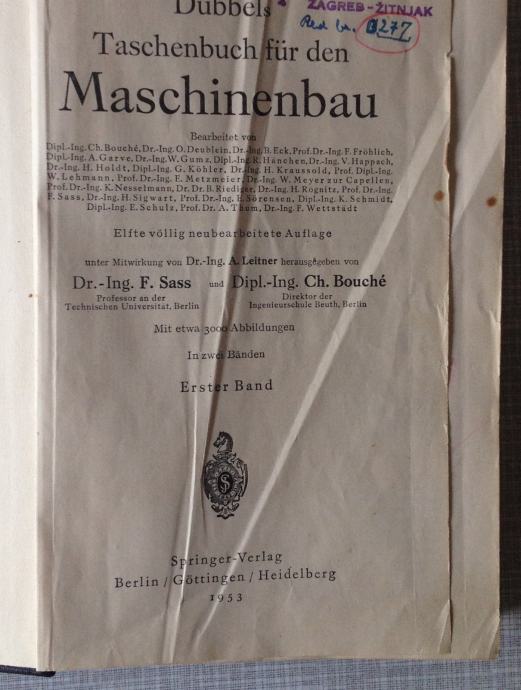 Dubbels
ZAGREB - ŽITNJAK
Red br. 8277
Taschenbuch für den
Maschinenbau
Bearbeitet von
Dipl.-Ing. Ch. Bouché, Dr.-Ing. O. Deublein, Dr.-Ing. B. Eck, Prof. Dr.-Ing. F. Fröhlich,
Dipl.-Ing. A. Garve, Dr.-Ing. W. Gumz, Dipl.-Ing. R. Hänchen, Dr.-Ing. V. Happach,
Dr.-Ing. H. Holdt, Dipl.-Ing. G. Köhler, Dr.-Ing. H. Kraussold, Prof. Dipl.-Ing.
W. Lehmann, Prof. Dr.-Ing. E. Metzmeier, Dr.-Ing. W. Meyer zur Capellen,
Prof. Dr.-Ing. K. Nesselmann, Dr. Dr. B. Riediger, Dr.-Ing. H. Rognitz, Prof. Dr.-Ing.
F. Sass, Dr.-Ing. H. Sigwart, Prof. Dr.-Ing. E. Sörensen, Dipl.-Ing. K. Schmidt,
Dipl.-Ing. E. Schulz, Prof. Dr. A. Thum, Dr.-Ing. F. Wettstädt
Elfte völlig neubearbeitete Auflage
unter Mitwirkung von Dr.-Ing. A. Leitner herausgegeben von
Dr.-Ing. F. Sass und Dipl.-Ing. Ch. Bouché
Professor an der Direktor der
Technischen Universität, Berlin Ingenieurschule Beuth, Berlin
Mit etwa 3000 Abbildungen
In zwei Bänden
Erster Band
Springer-Verlag
Berlin / Göttingen / Heidelberg
1953